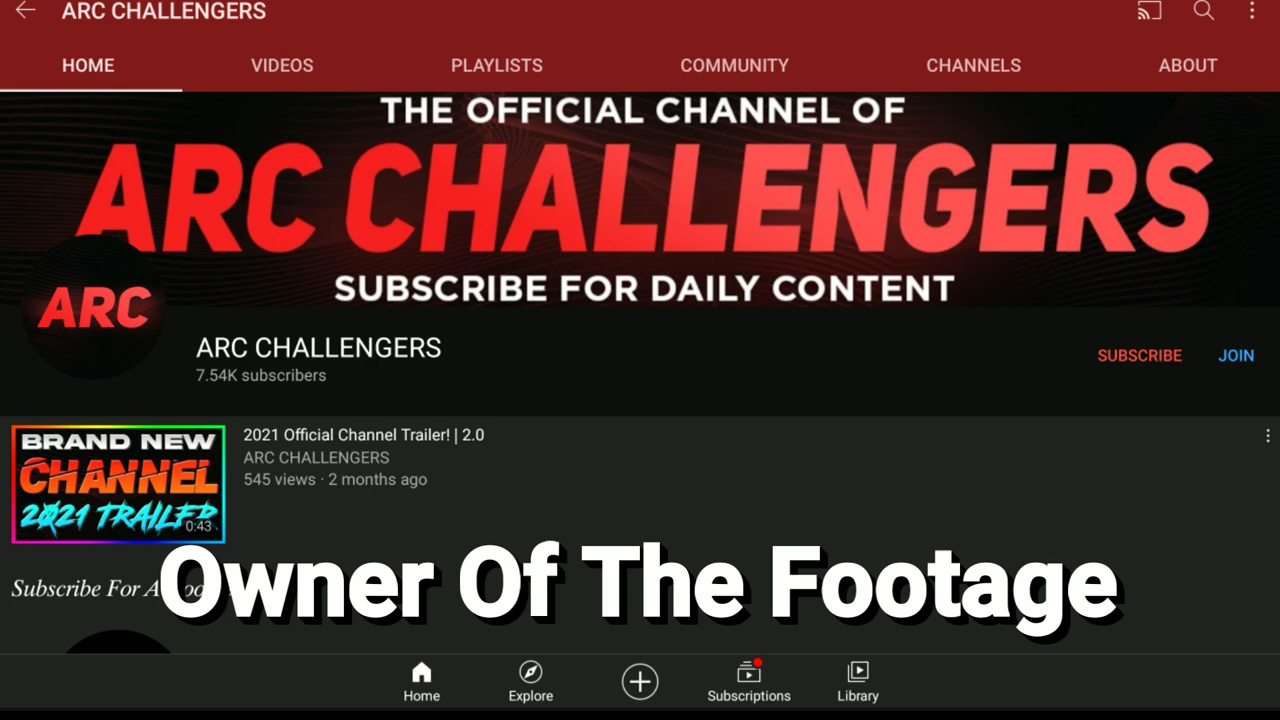 ARC CHALLENGERS
HOME VIDEOS PLAYLISTS COMMUNITY CHANNELS ABOUT
THE OFFICIAL CHANNEL OF
ARC CHALLENGERS
SUBSCRIBE FOR DAILY CONTENT
ARC
ARC CHALLENGERS
7.54K subscribers
SUBSCRIBE JOIN
BRAND NEW
CHANNEL
2021 TRAILER
0:43
2021 Official Channel Trailer! | 2.0
ARC CHALLENGERS
545 views · 2 months ago
Subscribe For A
Owner Of The Footage
Home Explore Subscriptions Library